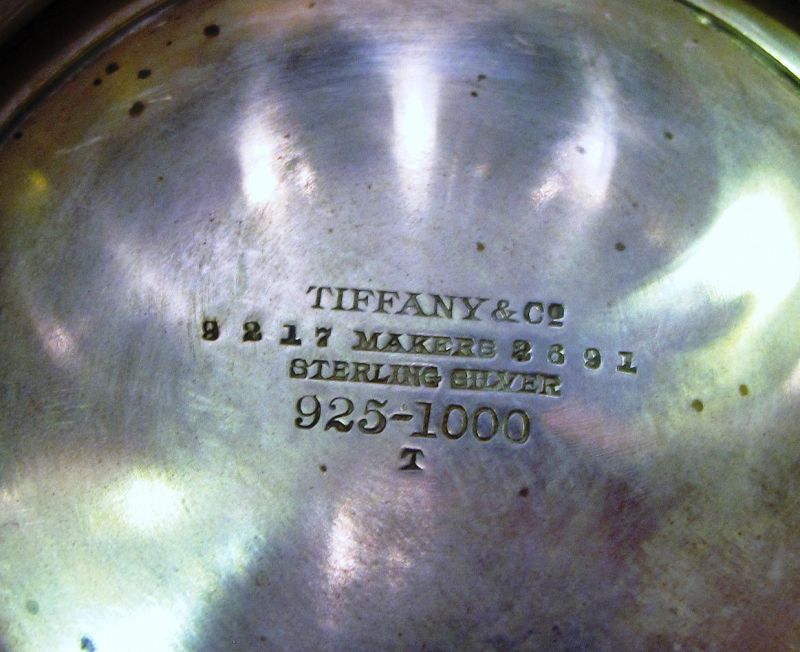 TIFFANY & Cº
9217 MAKERS 2691
STERLING SILVER
925-1000
T